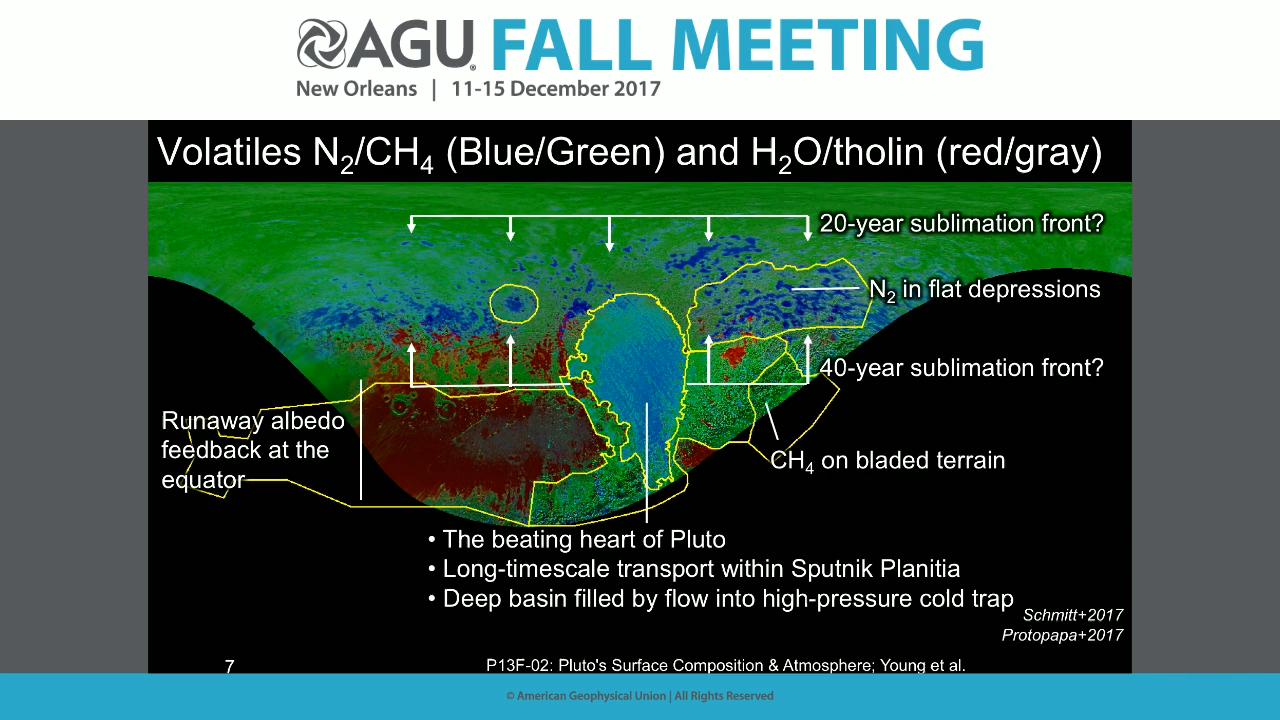 AGU FALL MEETING
New Orleans | 11-15 December 2017
Volatiles N₂/CH₄ (Blue/Green) and H₂O/tholin (red/gray)
20-year sublimation front?
N₂ in flat depressions
40-year sublimation front?
Runaway albedo
feedback at the
equator
CH₄ on bladed terrain
• The beating heart of Pluto
• Long-timescale transport within Sputnik Planitia
• Deep basin filled by flow into high-pressure cold trap
Schmitt+2017
Protopapa+2017
7
P13F-02: Pluto's Surface Composition & Atmosphere; Young et al.
© American Geophysical Union | All Rights Reserved